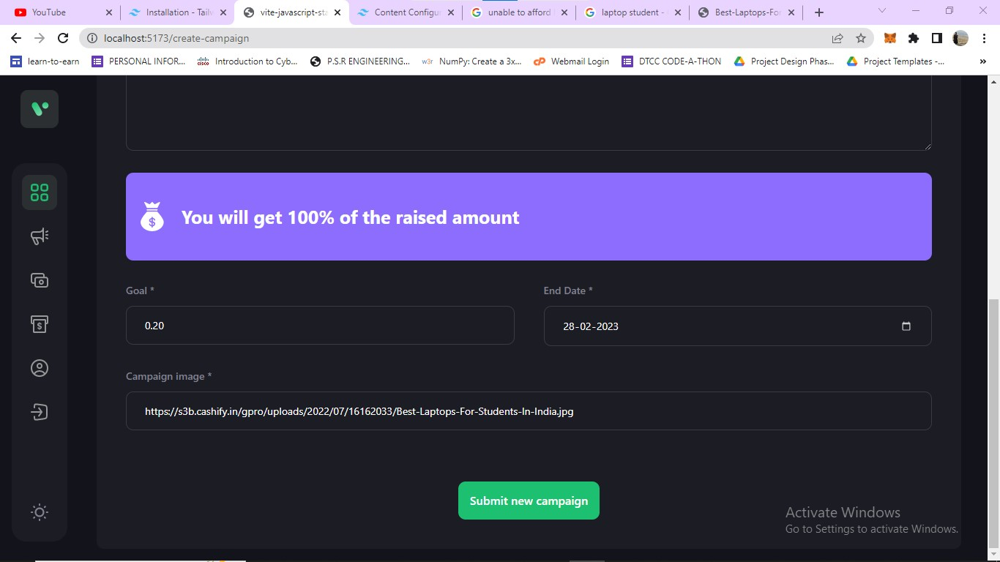 YouTube
Installation - Tailv
vite-javascript-sta
Content Configur
unable to afford
laptop student -
Best-Laptops-For
localhost:5173/create-campaign
learn-to-earn
PERSONAL INFOR...
Introduction to Cyb...
P.S.R ENGINEERING...
NumPy: Create a 3x...
Webmail Login
DTCC CODE-A-THON
Project Design Phas...
Project Templates -...
»
You will get 100% of the raised amount
Goal *
End Date *
0.20
28-02-2023
Campaign image *
https://s3b.cashify.in/gpro/uploads/2022/07/16162033/Best-Laptops-For-Students-In-India.jpg
Submit new campaign
Activate Windows
Go to Settings to activate Windows.